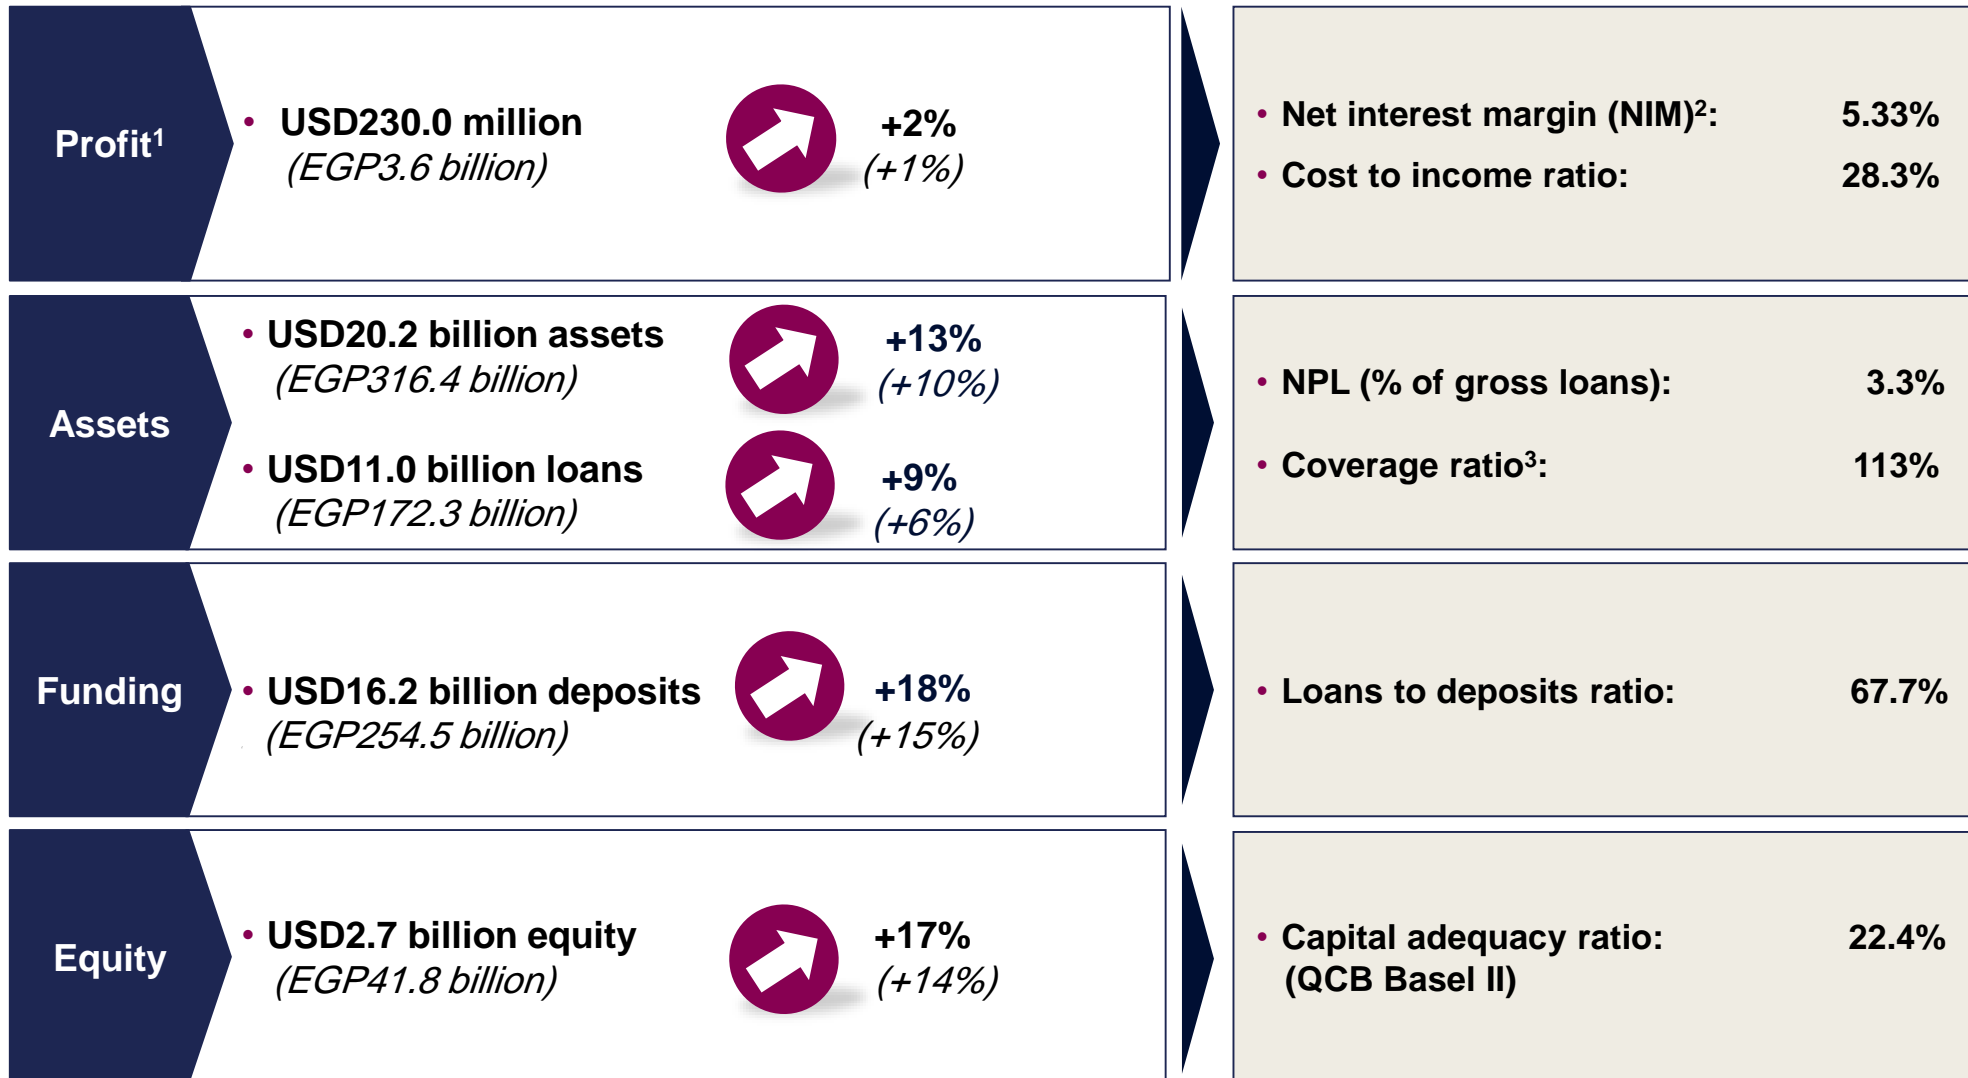 Profit1
• USD230.0 million
(EGP3.6 billion)
+2%
(+1%)
• Net interest margin (NIM)2: 5.33%
• Cost to income ratio: 28.3%
Assets
• USD20.2 billion assets
(EGP316.4 billion)
+13%
(+10%)
• USD11.0 billion loans
(EGP172.3 billion)
+9%
(+6%)
• NPL (% of gross loans): 3.3%
• Coverage ratio3: 113%
Funding
• USD16.2 billion deposits
(EGP254.5 billion)
+18%
(+15%)
• Loans to deposits ratio: 67.7%
Equity
• USD2.7 billion equity
(EGP41.8 billion)
+17%
(+14%)
• Capital adequacy ratio: 22.4%
(QCB Basel II)